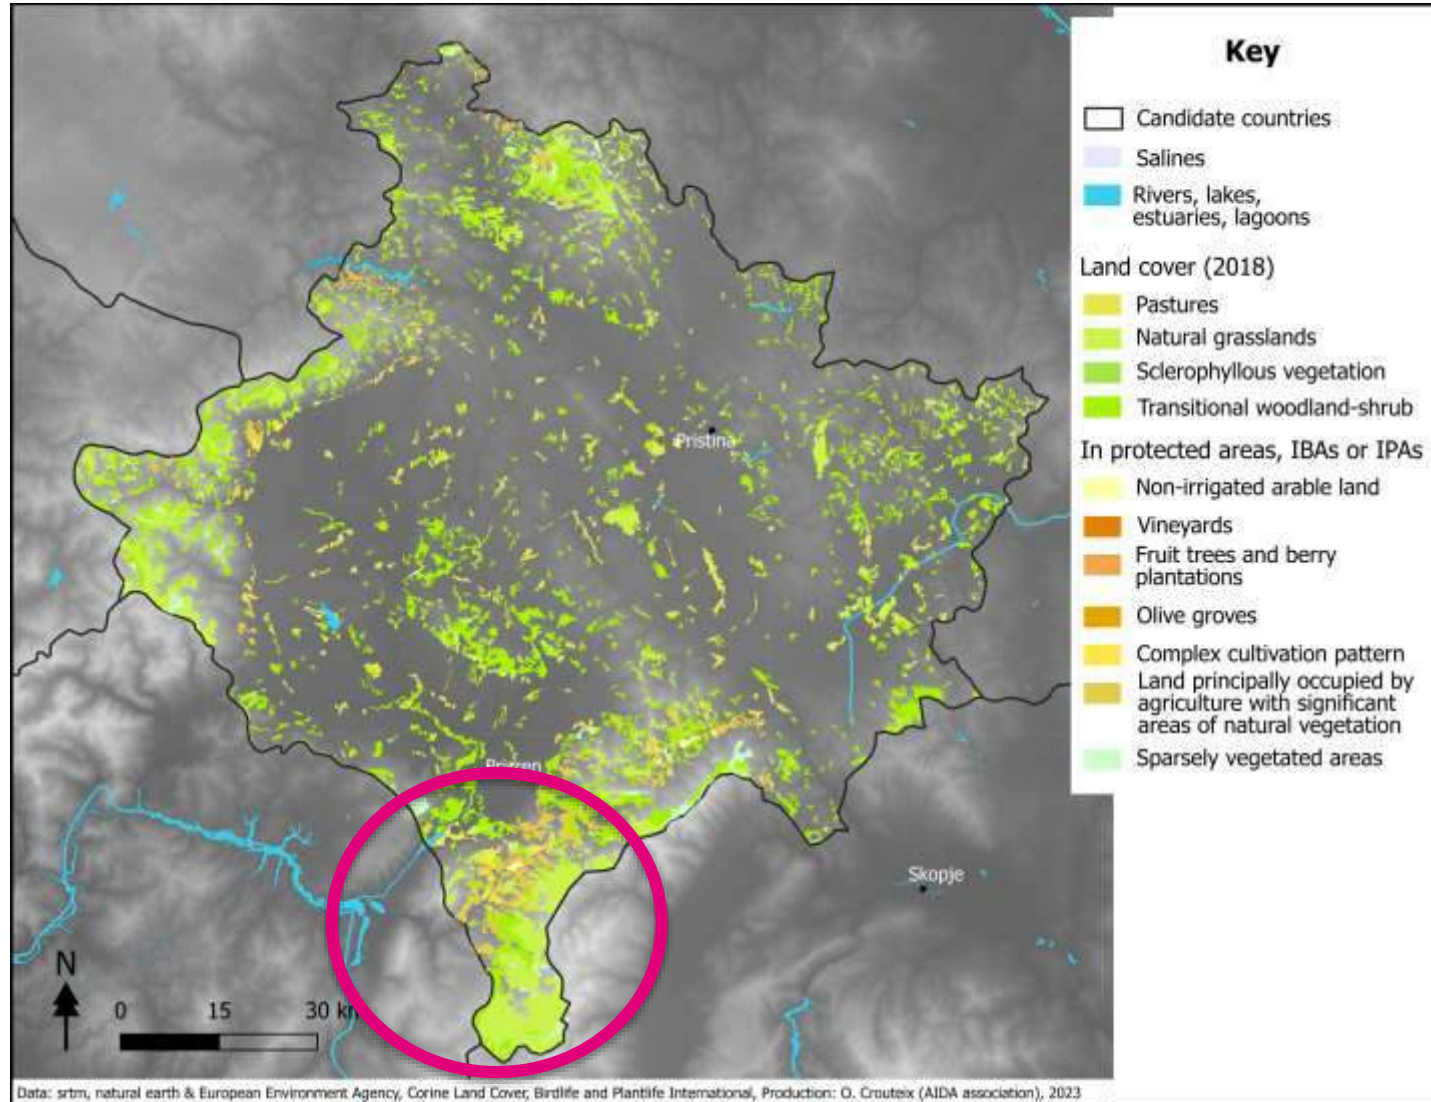 Key
Candidate countries
Salines
Rivers, lakes,
estuaries, lagoons
Land cover (2018)
Pastures
Natural grasslands
Sclerophyllous vegetation
Transitional woodland-shrub
In protected areas, IBAs or IPAs
Non-irrigated arable land
Vineyards
Fruit trees and berry
plantations
Olive groves
Complex cultivation pattern
Land principally occupied by
agriculture with significant
areas of natural vegetation
Sparsely vegetated areas
Pristina
Prizren
Skopje
N
0 15 30 km
Data: srtm, natural earth & European Environment Agency, Corine Land Cover, Birdlife and Plantlife International, Production: O. Crouteix (AIDA association), 2023